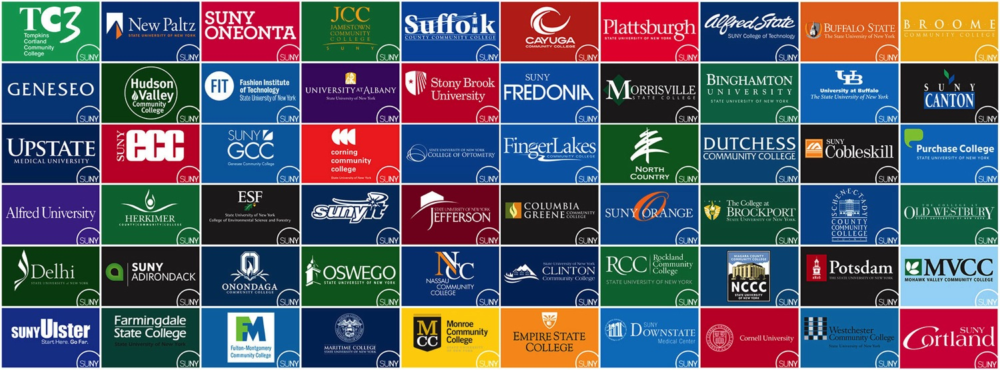 TC3
Tompkins
Cortland
Community
College
SUNY
New Paltz
STATE UNIVERSITY OF NEW YORK
SUNY
SUNY
ONEONTA
SUNY
JCC
JAMESTOWN
COMMUNITY
COLLEGE
SUNY
SUNY
Suffolk
COUNTY COMMUNITY COLLEGE
SUNY
CAYUGA
COMMUNITY COLLEGE
SUNY
Plattsburgh
STATE UNIVERSITY OF NEW YORK
SUNY
Alfred State
SUNY College of Technology
SUNY
BUFFALO STATE
The State University of New York
SUNY
BROOME
COMMUNITY COLLEGE
SUNY
GENESEO
SUNY
Hudson
Valley
Community
College
SUNY
FIT
Fashion Institute
of Technology
State University of New York
SUNY
UNIVERSITY AT ALBANY
State University of New York
SUNY
Stony Brook
University
SUNY
SUNY
FREDONIA
SUNY
MORRISVILLE
STATE COLLEGE
SUNY
BINGHAMTON
UNIVERSITY
STATE UNIVERSITY OF NEW YORK
SUNY
UB
University at Buffalo
The State University of New York
SUNY
SUNY
CANTON
SUNY
UPSTATE
MEDICAL UNIVERSITY
SUNY
SUNY
ecc
SUNY
SUNY
GCC
Genesee Community College
SUNY
corning
community
college
State University of New York
SUNY
STATE UNIVERSITY OF NEW YORK
COLLEGE OF OPTOMETRY
SUNY
FingerLakes
COMMUNITY COLLEGE
SUNY
NORTH
COUNTRY
SUNY
DUTCHESS
COMMUNITY COLLEGE
SUNY
SUNY
Cobleskill
SUNY
Purchase College
STATE UNIVERSITY OF NEW YORK
SUNY
Alfred University
SUNY
HERKIMER
COUNTY|COMMUNITY|COLLEGE
SUNY
ESF
State University of New York
College of Environmental Science and Forestry
SUNY
sunyit
SUNY
STATE UNIVERSITY OF NEW YORK
JEFFERSON
SUNY
COLUMBIA
GREENE COMMUNITY
COLLEGE
SUNY
SUNY ORANGE
SUNY
The College at
BROCKPORT
STATE UNIVERSITY OF NEW YORK
SUNY
SCHENECTADY
COUNTY
COMMUNITY
COLLEGE
SUNY
THE COLLEGE AT
OLD WESTBURY
STATE UNIVERSITY OF NEW YORK
SUNY
Delhi
STATE UNIVERSITY OF NEW YORK
SUNY
SUNY
ADIRONDACK
SUNY
ONONDAGA
COMMUNITY COLLEGE
SUNY
OSWEGO
STATE UNIVERSITY OF NEW YORK
SUNY
NCC
NASSAU
COMMUNITY
COLLEGE
SUNY
State University of New York
CLINTON
Community College
SUNY
RCC
Rockland
Community
College
STATE UNIVERSITY OF NEW YORK
SUNY
NIAGARA COUNTY
COMMUNITY COLLEGE
NCCC
STATE UNIVERSITY
OF NEW YORK
SUNY
1816
Potsdam
THE STATE UNIVERSITY OF NEW YORK
SUNY
MVCC
MOHAWK VALLEY COMMUNITY COLLEGE
SUNY
SUNY Ulster
Start Here. Go Far.
SUNY
Farmingdale
State College
State University of New York
SUNY
FM
Fulton-Montgomery
Community College
SUNY
MARITIME COLLEGE
STATE UNIVERSITY OF NEW YORK
SUNY
MCC
Monroe
Community
College
STATE UNIVERSITY
OF NEW YORK
SUNY
EMPIRE STATE
COLLEGE
SUNY
SUNY
DOWNSTATE
Medical Center
SUNY
Cornell University
SUNY
Westchester
Community College
State University of New York
SUNY
SUNY
Cortland
SUNY